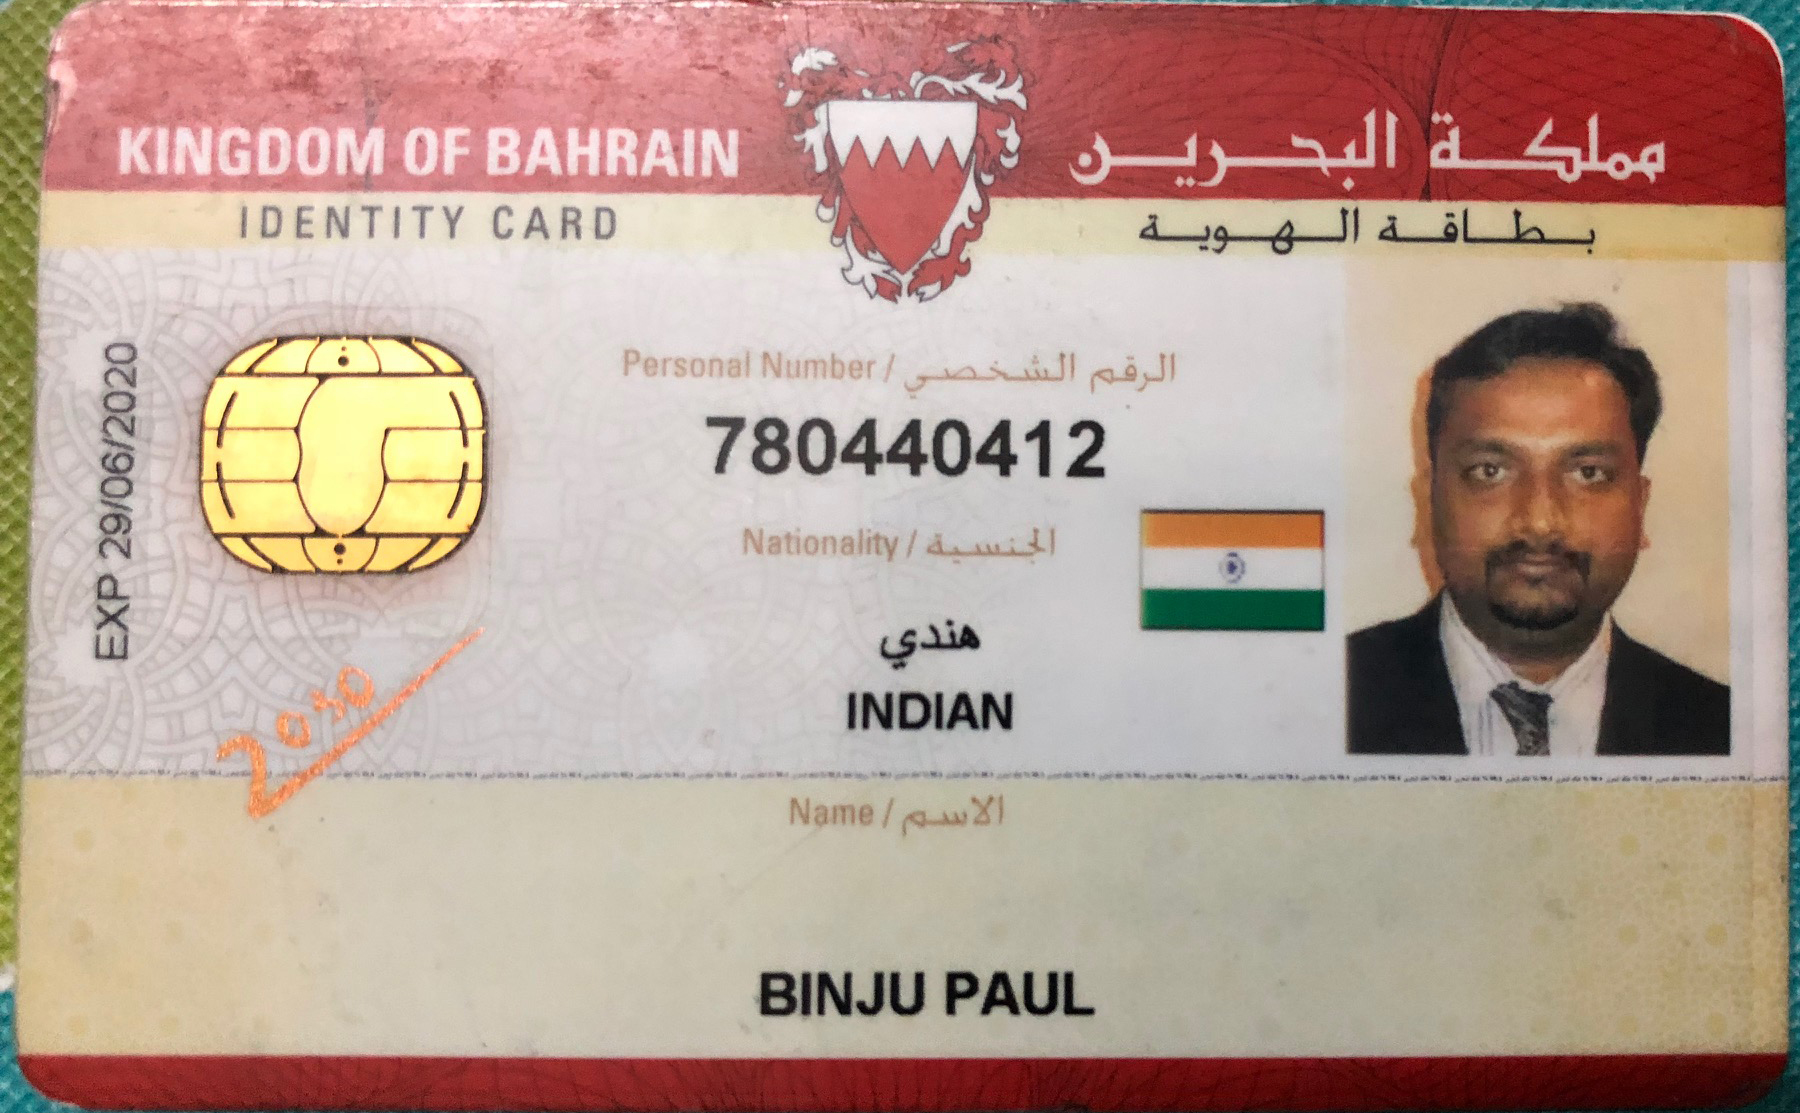 KINGDOM OF BAHRAIN
مملكة البحرين
IDENTITY CARD
بطاقة الهوية
EXP 29/06/2020
Personal Number / الرقم الشخصي
780440412
Nationality / الجنسية
هندي
INDIAN
Name / الاسم
BINJU PAUL